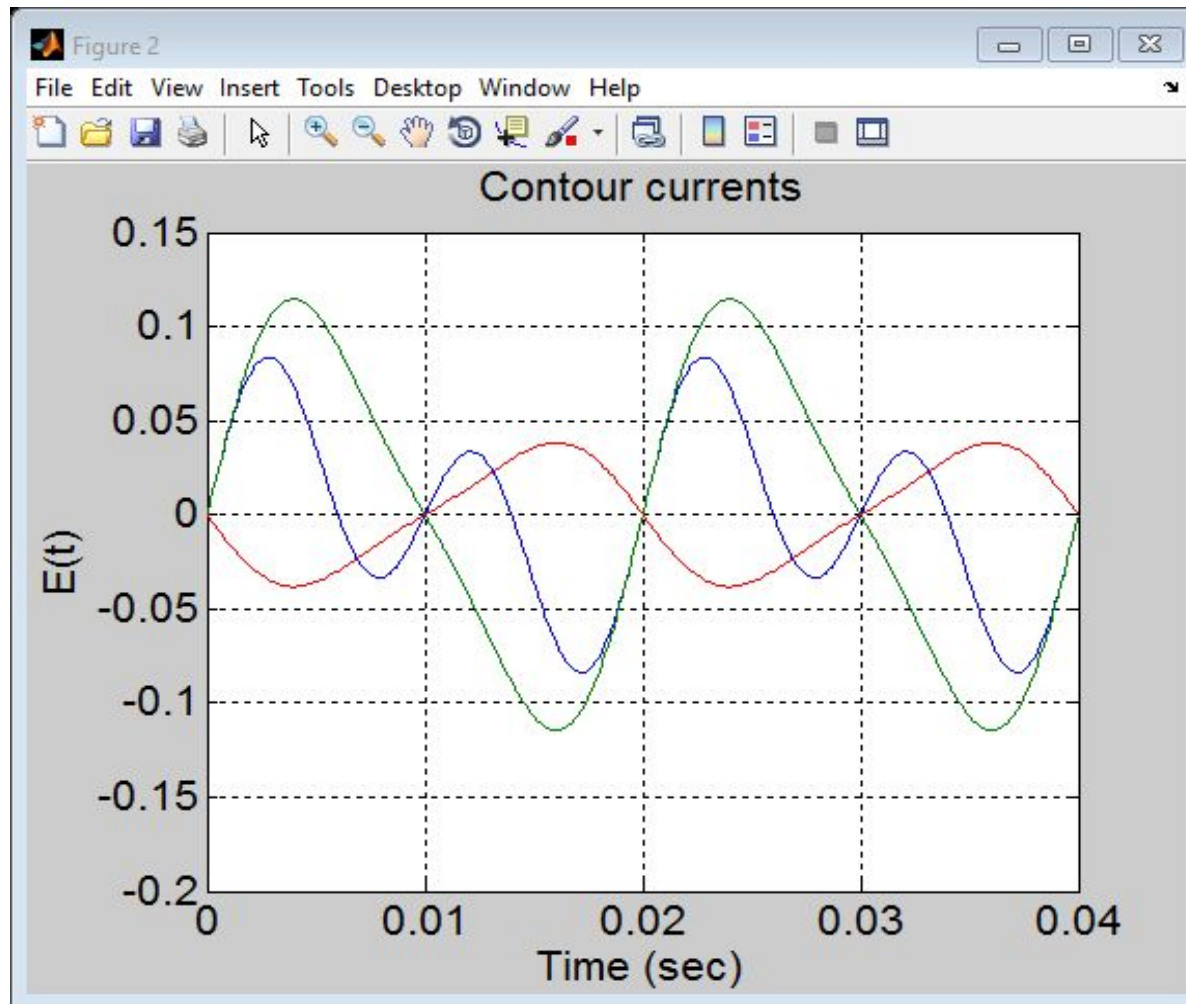 Figure 2
File Edit View Insert Tools Desktop Window Help
Contour currents
0.15
0.1
0.05
0
-0.05
-0.1
-0.15
-0.2
E(t)
0 0.01 0.02 0.03 0.04
Time (sec)